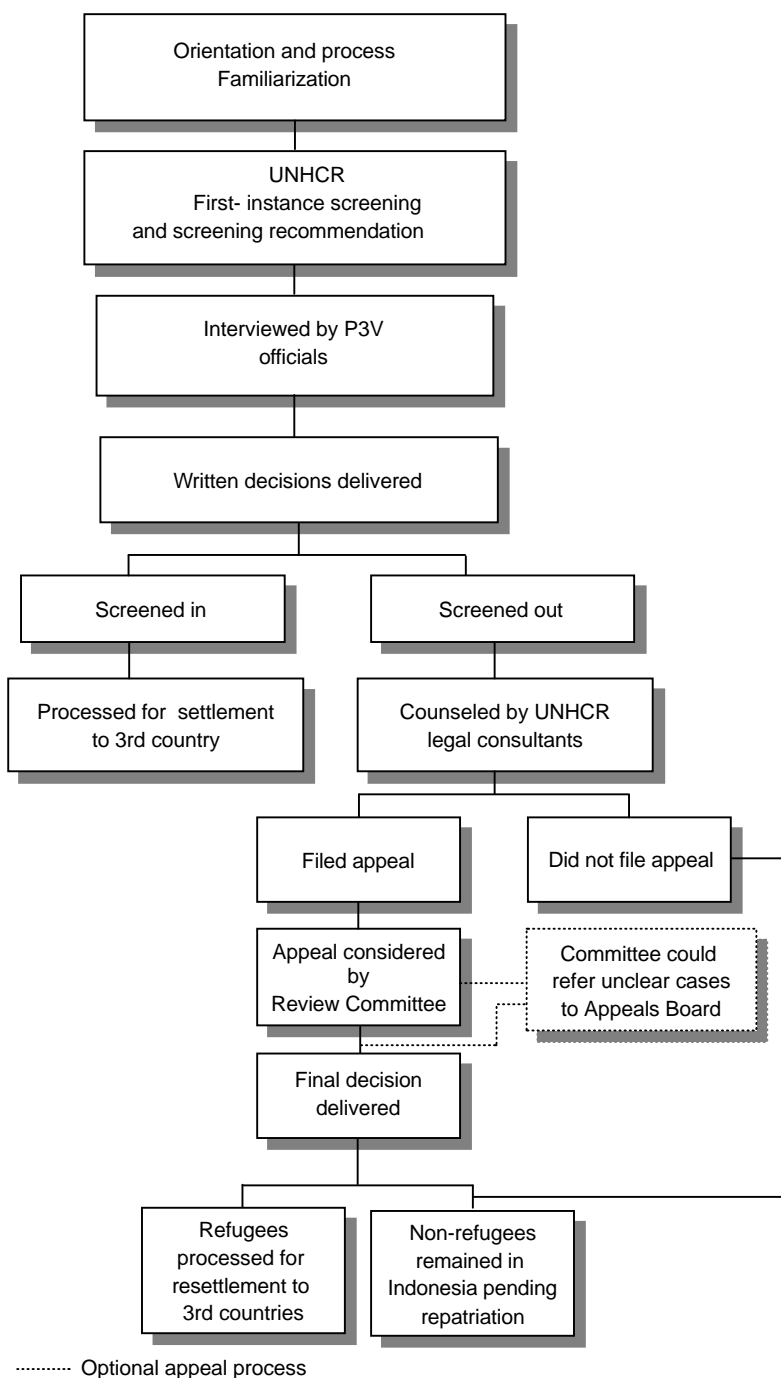 Orientation and process
Familiarization
UNHCR
First- instance screening
and screening recommendation
Interviewed by P3V
officials
Written decisions delivered
Screened in
Screened out
Processed for settlement
to 3rd country
Counseled by UNHCR
legal consultants
Filed appeal
Did not file appeal
Appeal considered
by
Review Committee
Committee could
refer unclear cases
to Appeals Board
Final decision
delivered
Refugees
processed for
resettlement to
3rd countries
Non-refugees
remained in
Indonesia pending
repatriation
Optional appeal process